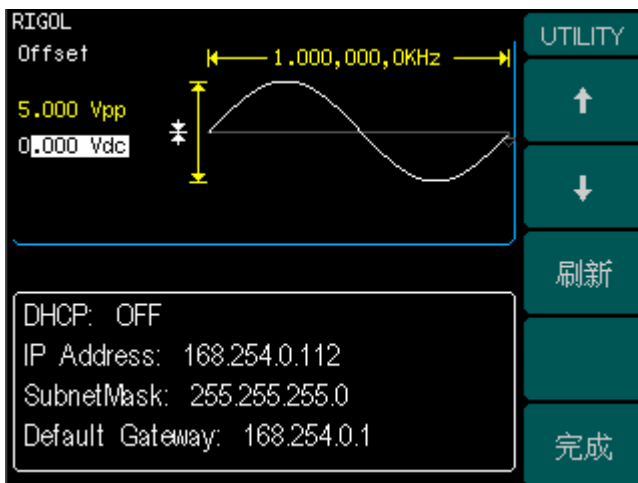 RIGOL
Offset
1.000,000,0KHz
5.000 Vpp
0.000 Vdc
DHCP: OFF
IP Address: 168.254.0.112
SubnetMask: 255.255.255.0
Default Gateway: 168.254.0.1
UTILITY
↑
↓
刷新
完成